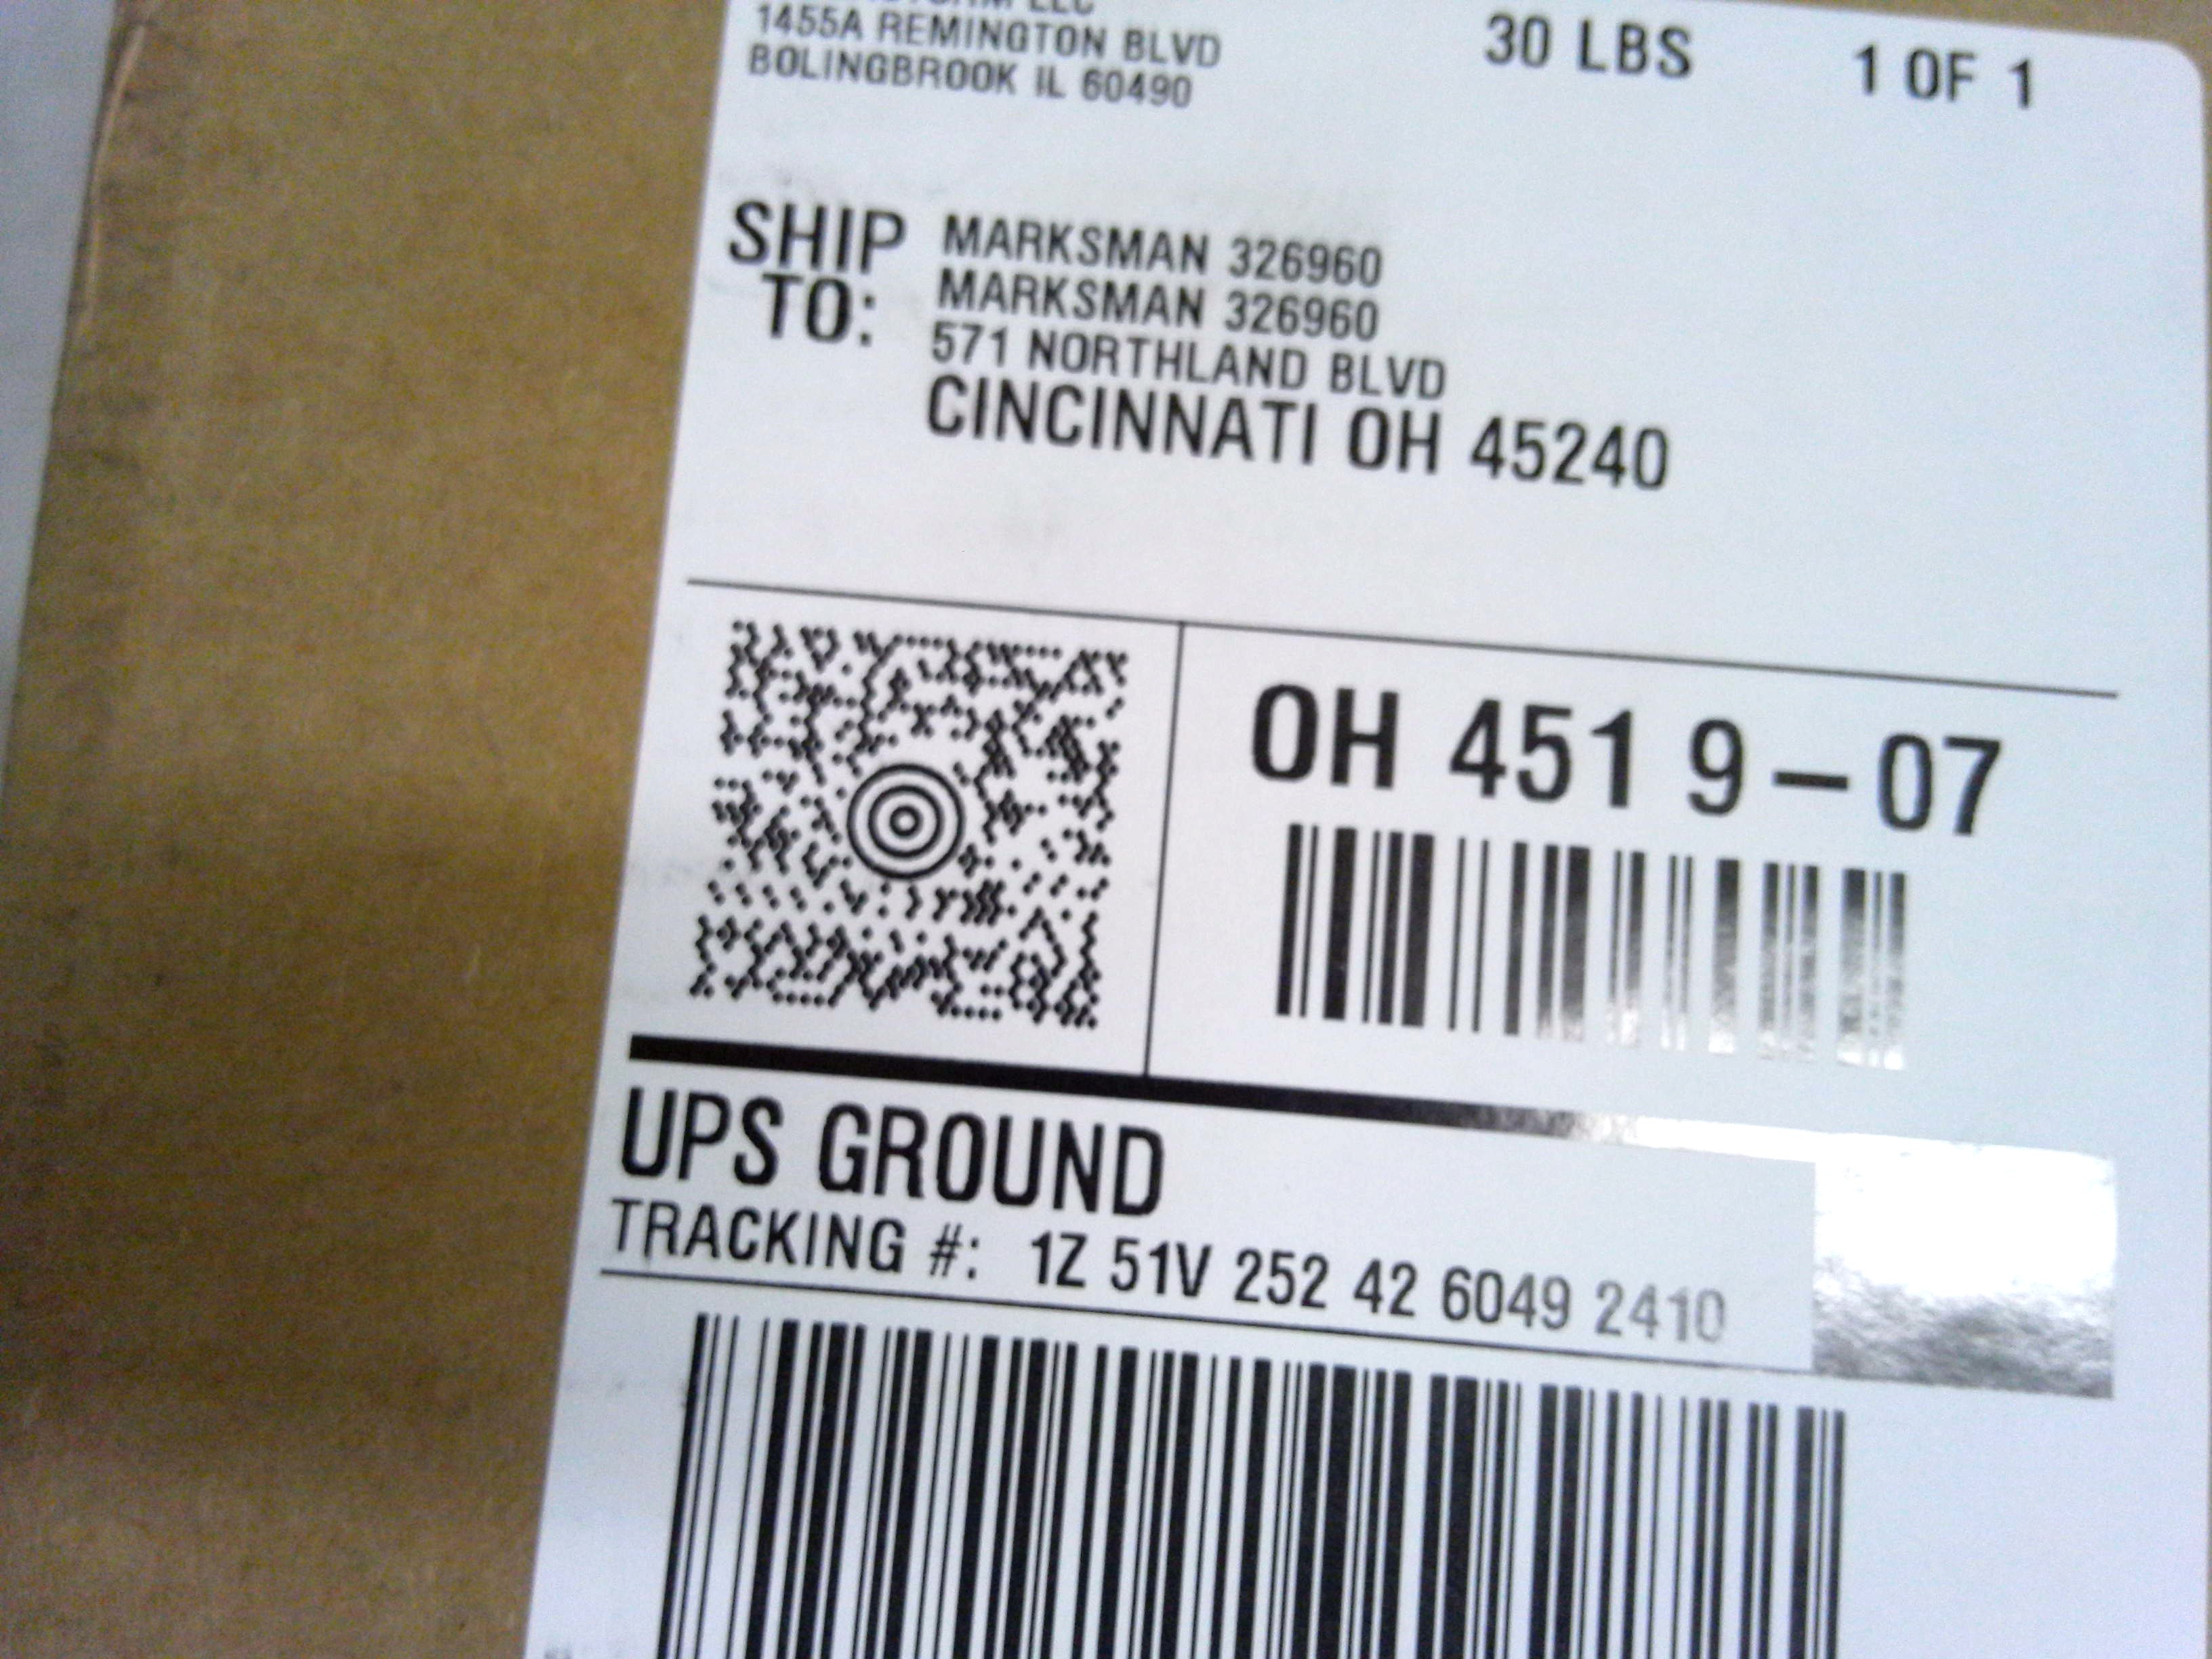 LLC
1455A REMINGTON BLVD
BOLINGBROOK IL 60490
30 LBS
1 OF 1
SHIP TO:
MARKSMAN 326960
MARKSMAN 326960
571 NORTHLAND BLVD
CINCINNATI OH 45240
OH 451 9-07
UPS GROUND
TRACKING #: 1Z 51V 252 42 6049 2410